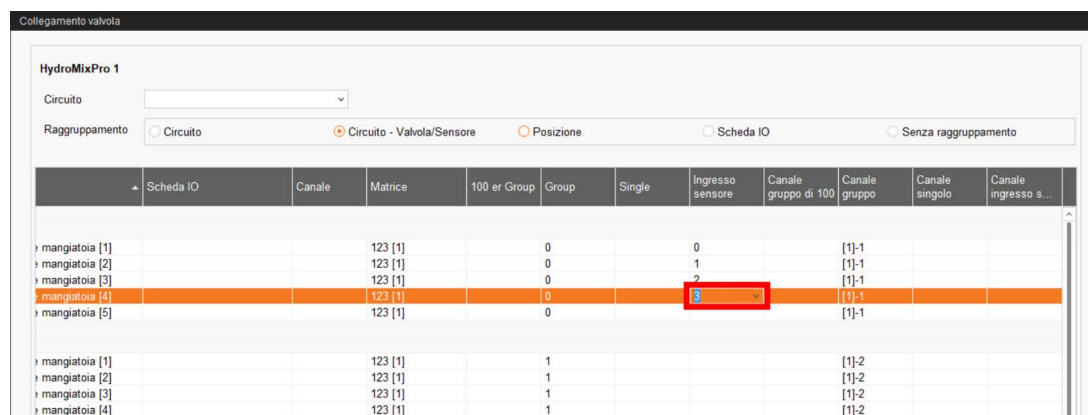 Collegamento valvola
HydroMixPro 1
Circuito
Raggruppamento Circuito Circuito - Valvola/Sensore Posizione Scheda IO Senza raggruppamento
Scheda IO Canale Matrice 100 er Group Group Single Ingresso sensore Canale gruppo di 100 Canale gruppo Canale singolo Canale ingresso s...
e mangiatoia [1] 123 [1] 0 0 [1]-1
e mangiatoia [2] 123 [1] 0 1 [1]-1
e mangiatoia [3] 123 [1] 0 2 [1]-1
e mangiatoia [4] 123 [1] 0 3 [1]-1
e mangiatoia [5] 123 [1] 0 [1]-1
e mangiatoia [1] 123 [1] 1 [1]-2
e mangiatoia [2] 123 [1] 1 [1]-2
e mangiatoia [3] 123 [1] 1 [1]-2
e mangiatoia [4] 123 [1] 1 [1]-2